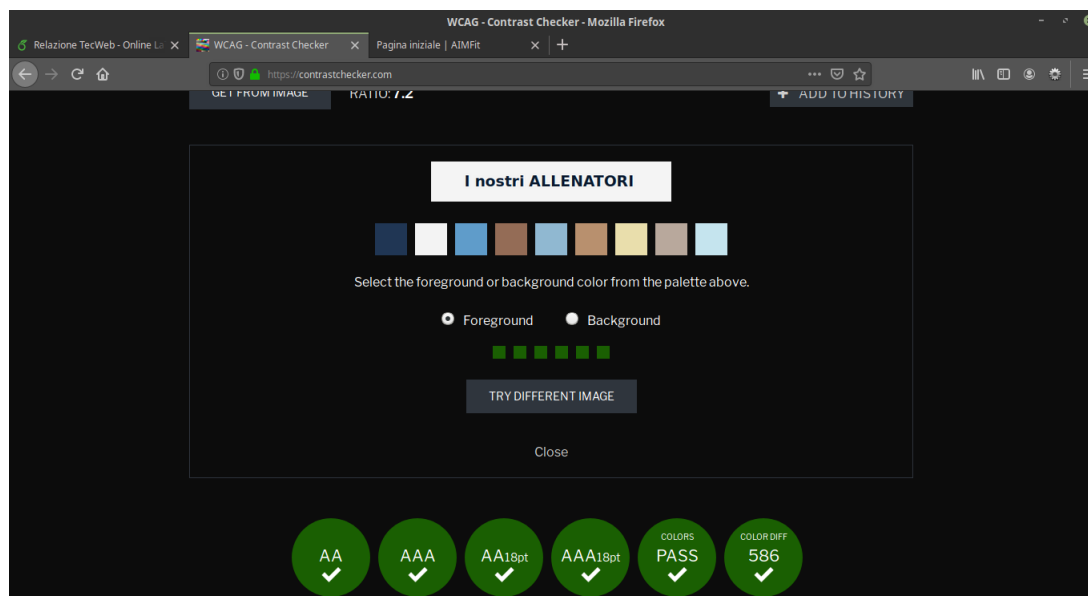 WCAG - Contrast Checker - Mozilla Firefox
Relazione TecWeb - Online La
WCAG - Contrast Checker
Pagina iniziale | AIMFit
https://contrastchecker.com
GET FROM IMAGE
RATIO: 7.2
ADD TO HISTORY
I nostri ALLENATORI
Select the foreground or background color from the palette above.
Foreground
Background
TRY DIFFERENT IMAGE
Close
AA
AAA
AA18pt
AAA18pt
COLORS
PASS
COLOR DIFF
586